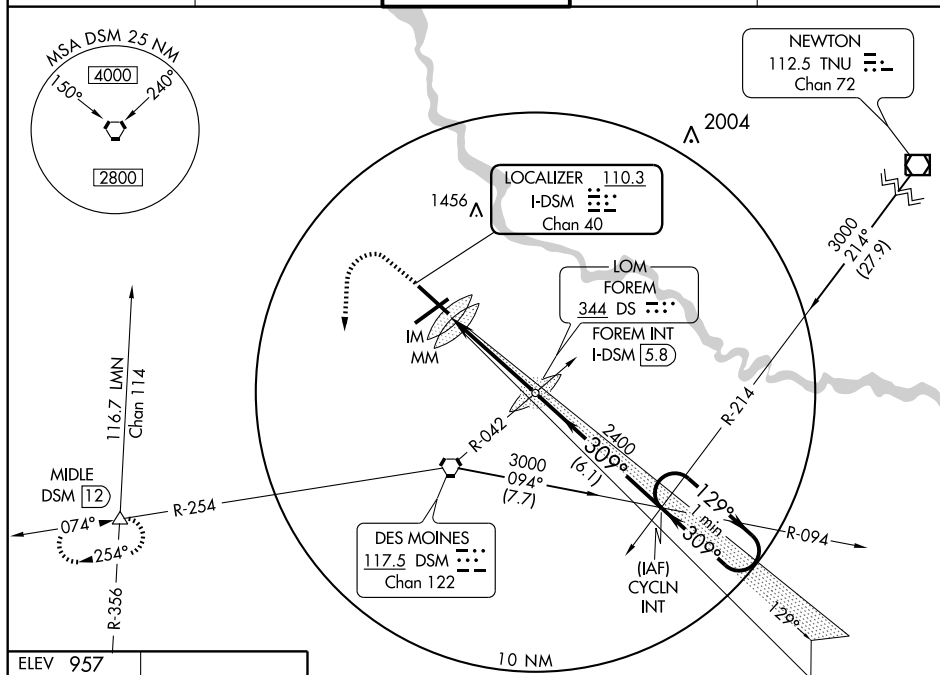 MSA DSM 25 NM
4000
150°
240°
2800
NEWTON
112.5 TNU
Chan 72
2004
LOCALIZER 110.3
I-DSM
Chan 40
1456
3000
214°
(27.9)
LOM
FOREM
344 DS
FOREM INT
I-DSM 5.8
IM
MM
116.7 LMN
Chan 114
R-214
R-042
2400
309°
(6.1)
MIDLE
DSM 12
R-254
3000
094°
(7.7)
129°
1 min
309°
R-094
074°
254°
DES MOINES
117.5 DSM
Chan 122
(IAF)
CYCLN
INT
129°
R-356
ELEV 957
10 NM